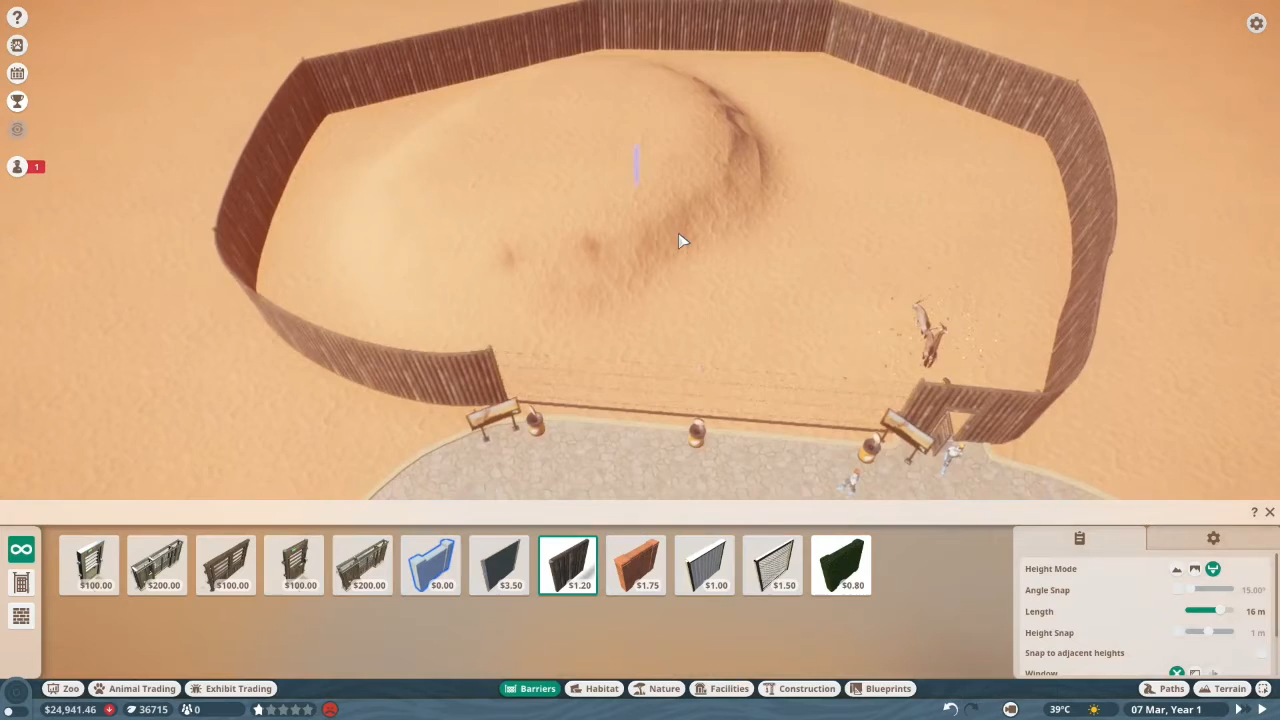 ?
1
? ×
$100.00 $200.00 $100.00 $100.00 $200.00 $0.00 $3.50 $1.20 $1.75 $1.00 $1.50 $0.80
Height Mode
Angle Snap 15.00°
Length 16 m
Height Snap 1 m
Snap to adjacent heights
Window
Zoo Animal Trading Exhibit Trading Barriers Habitat Nature Facilities Construction Blueprints Paths Terrain
$24,941.46 36715 0 39°C 07 Mar, Year 1